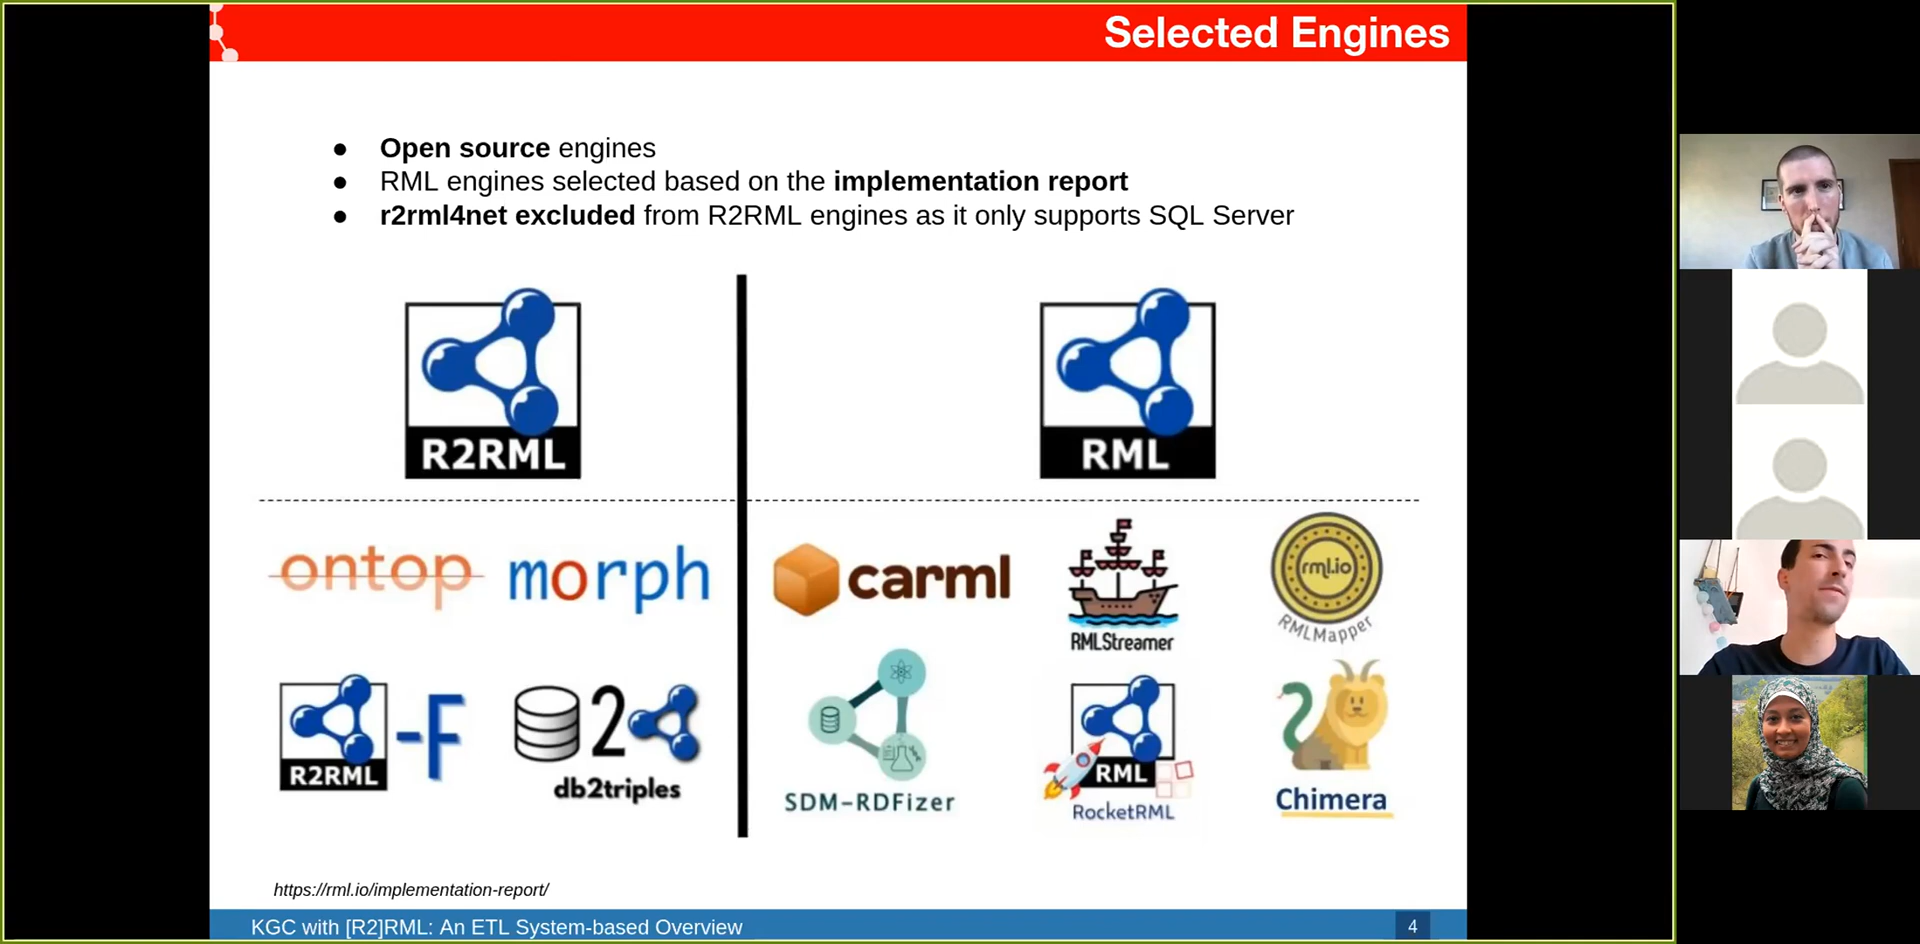 Selected Engines
● Open source engines
● RML engines selected based on the implementation report
● r2rml4net excluded from R2RML engines as it only supports SQL Server
R2RML
RML
ontop
morph
carml
RMLStreamer
rml.io
RMLMapper
R2RML -F
2
db2triples
SDM-RDFizer
RML
RocketRML
Chimera
https://rml.io/implementation-report/
KGC with [R2]RML: An ETL System-based Overview
4